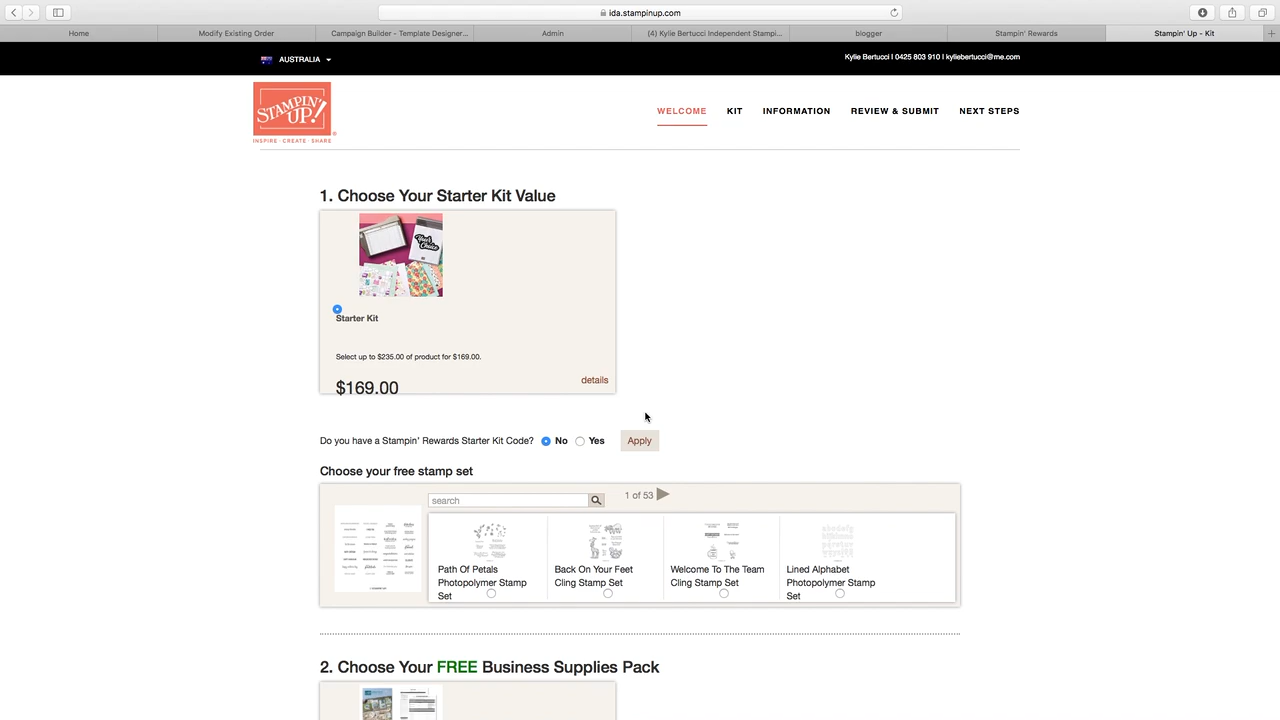 ida.stampinup.com
Home
Modify Existing Order
Campaign Builder - Template Designer...
Admin
(4) Kylie Bertucci Independent Stampi...
blogger
Stampin' Rewards
Stampin' Up - Kit
AUSTRALIA
Kylie Bertucci I 0425 803 910 I kyliebertucci@me.com
STAMPIN' UP!®
INSPIRE · CREATE · SHARE
WELCOME
KIT
INFORMATION
REVIEW & SUBMIT
NEXT STEPS
1. Choose Your Starter Kit Value
Your Choice
Starter Kit
Select up to $235.00 of product for $169.00.
$169.00
details
Do you have a Stampin' Rewards Starter Kit Code?
No
Yes
Apply
Choose your free stamp set
search
1 of 53
Path Of Petals
Photopolymer Stamp
Set
Back On Your Feet
Cling Stamp Set
Welcome To The Team
Cling Stamp Set
Lined Alphabet
Photopolymer Stamp
Set
2. Choose Your FREE Business Supplies Pack